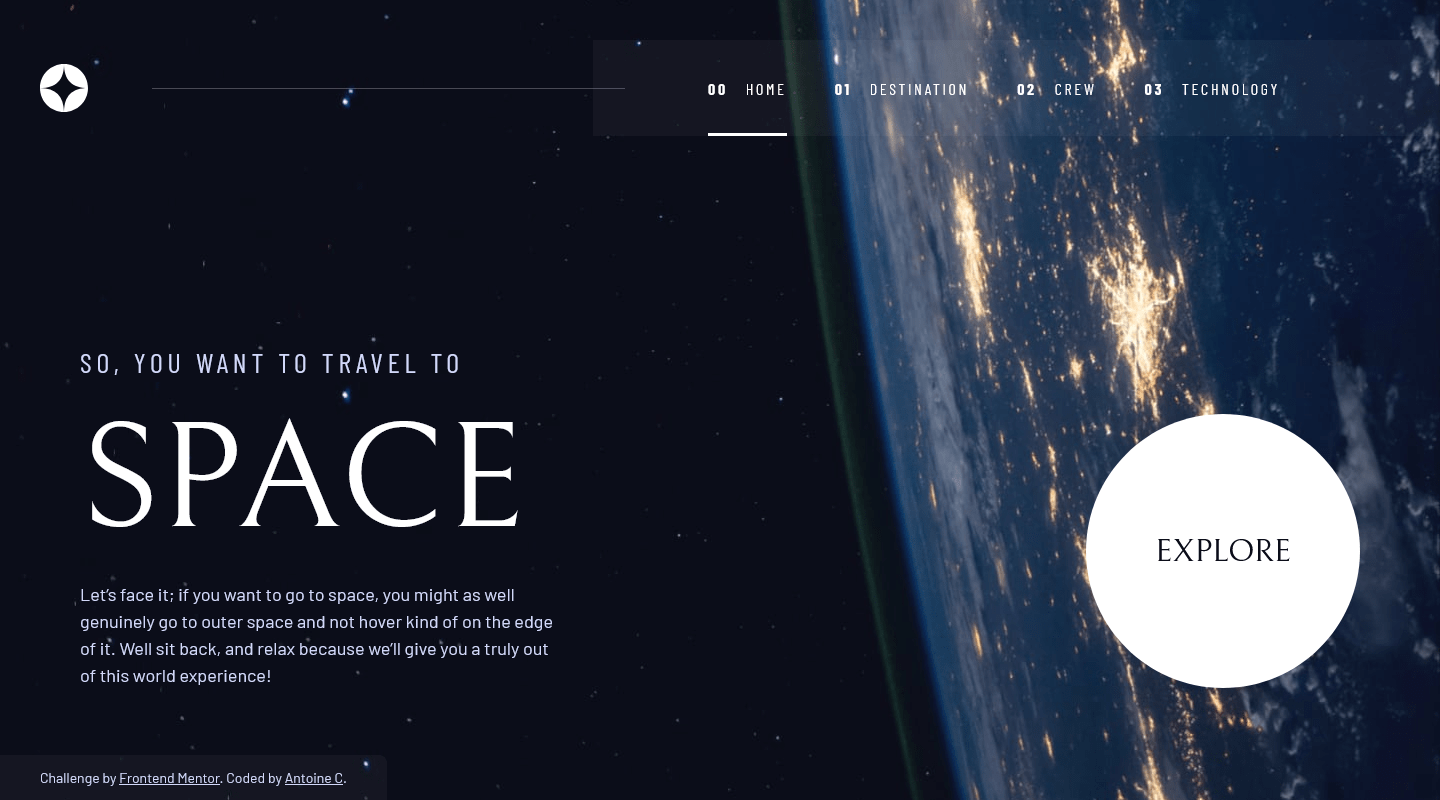 00 HOME 01 DESTINATION 02 CREW 03 TECHNOLOGY
SO, YOU WANT TO TRAVEL TO
SPACE
Let’s face it; if you want to go to space, you might as well
genuinely go to outer space and not hover kind of on the edge
of it. Well sit back, and relax because we’ll give you a truly out
of this world experience!
EXPLORE
Challenge by Frontend Mentor. Coded by Antoine C.